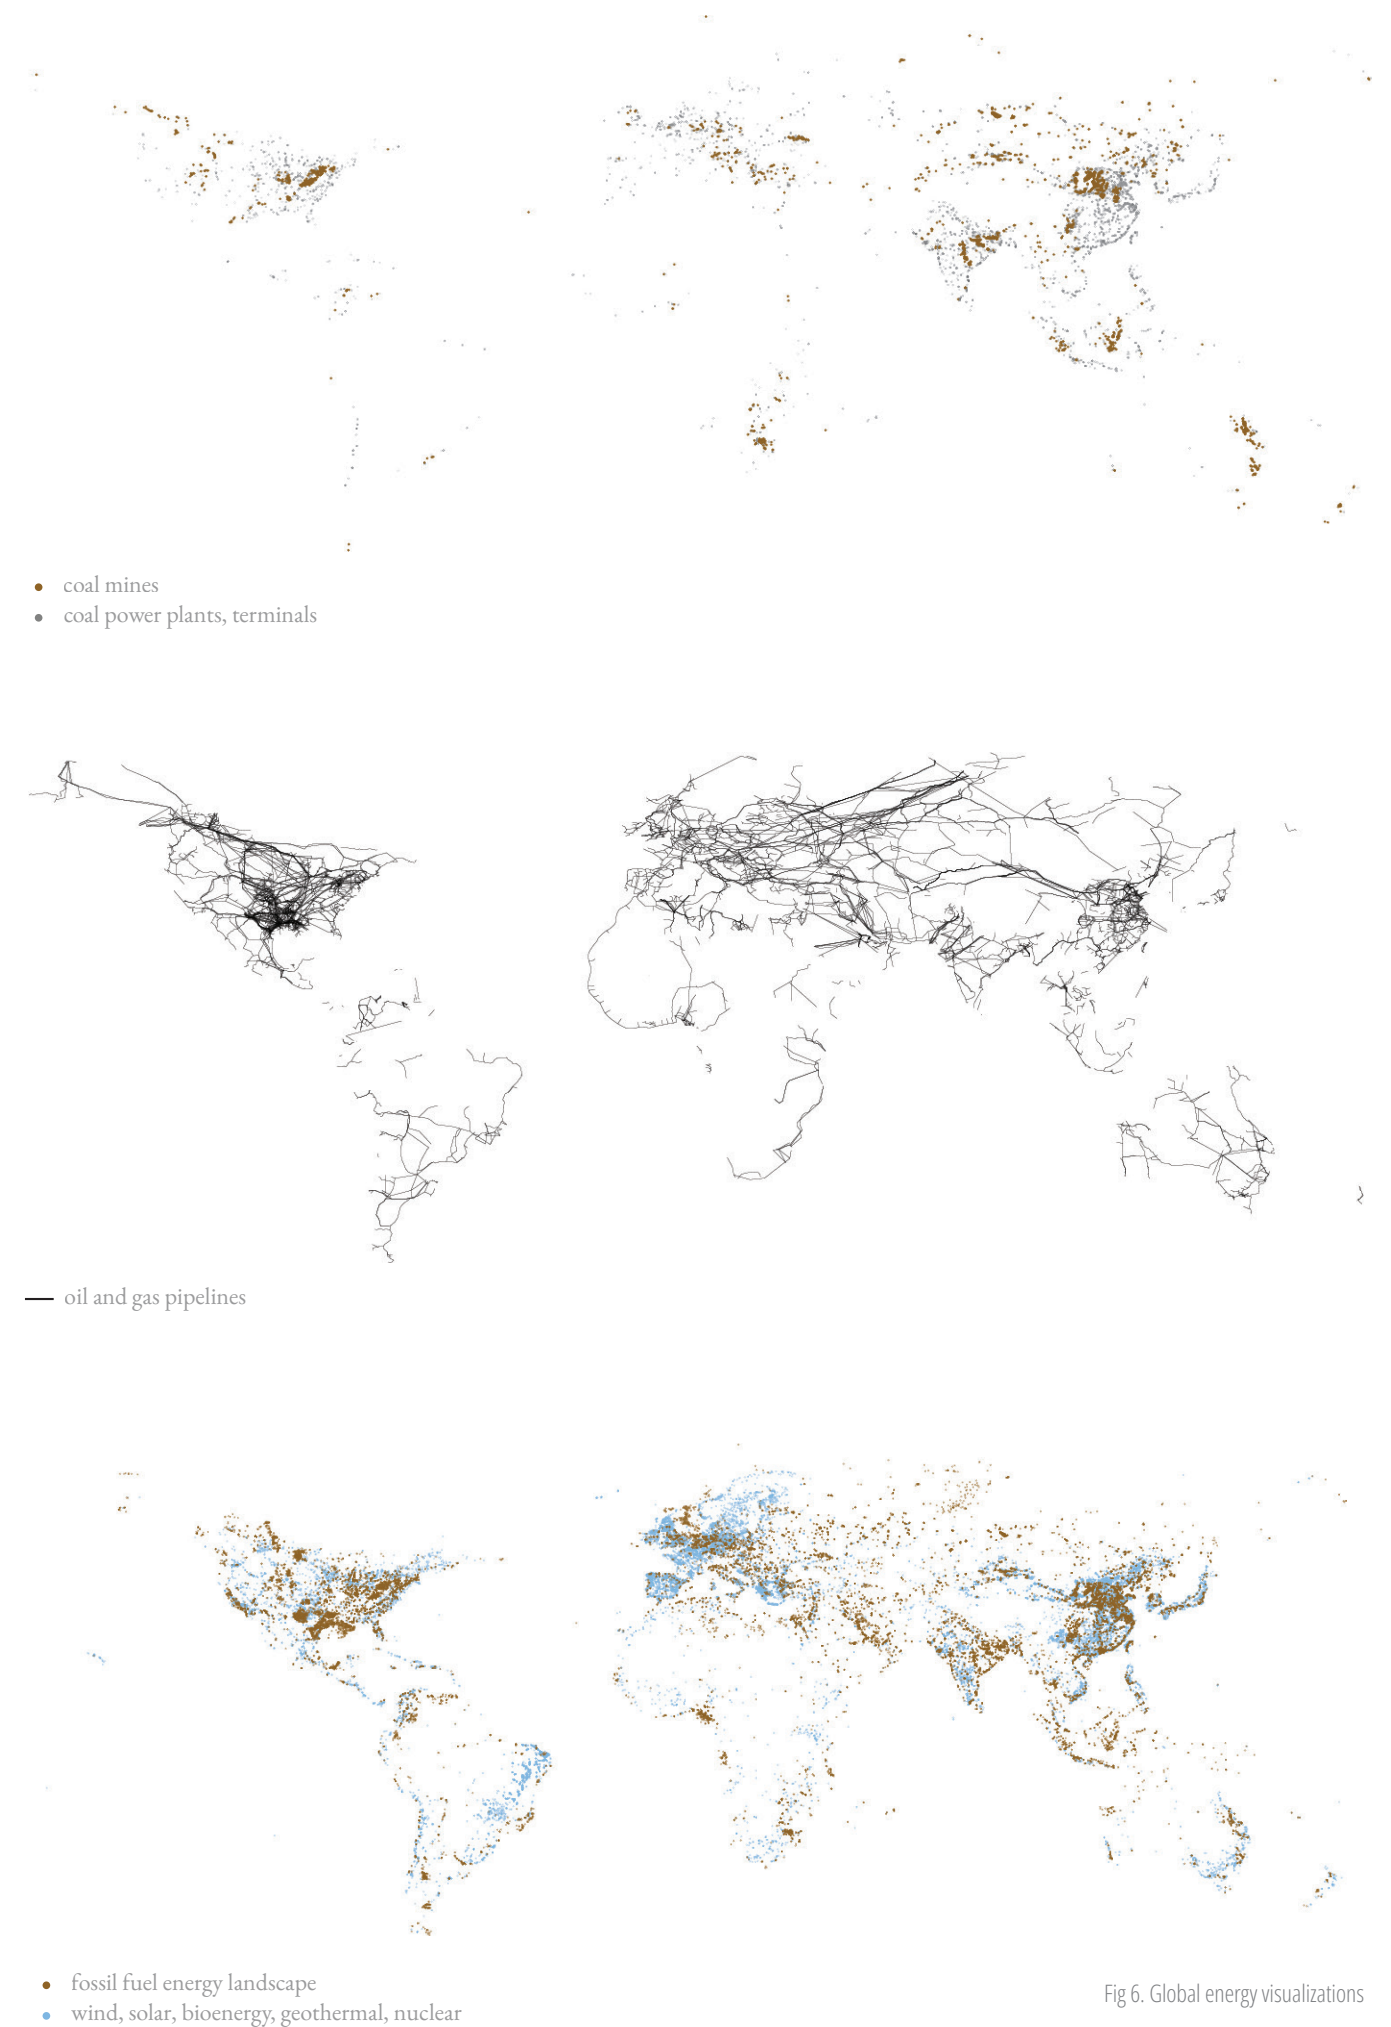 coal mines
coal power plants, terminals
oil and gas pipelines
fossil fuel energy landscape
wind, solar, bioenergy, geothermal, nuclear
Fig 6. Global energy visualizations